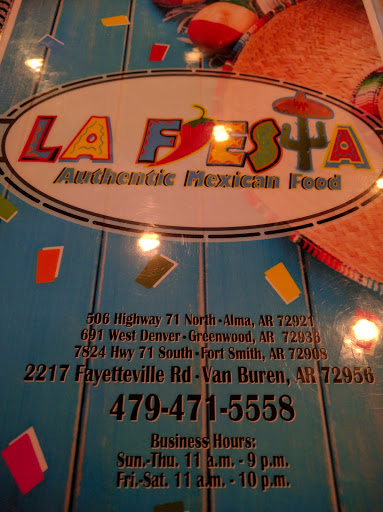 LA FIESTA
Authentic Mexican Food
506 Highway 71 North • Alma, AR 72921
691 West Denver • Greenwood, AR 72936
7824 Hwy 71 South • Fort Smith, AR 72908
2217 Fayetteville Rd • Van Buren, AR 72956
479-471-5558
Business Hours:
Sun.-Thu. 11 a.m. - 9 p.m.
Fri.-Sat. 11 a.m. - 10 p.m.